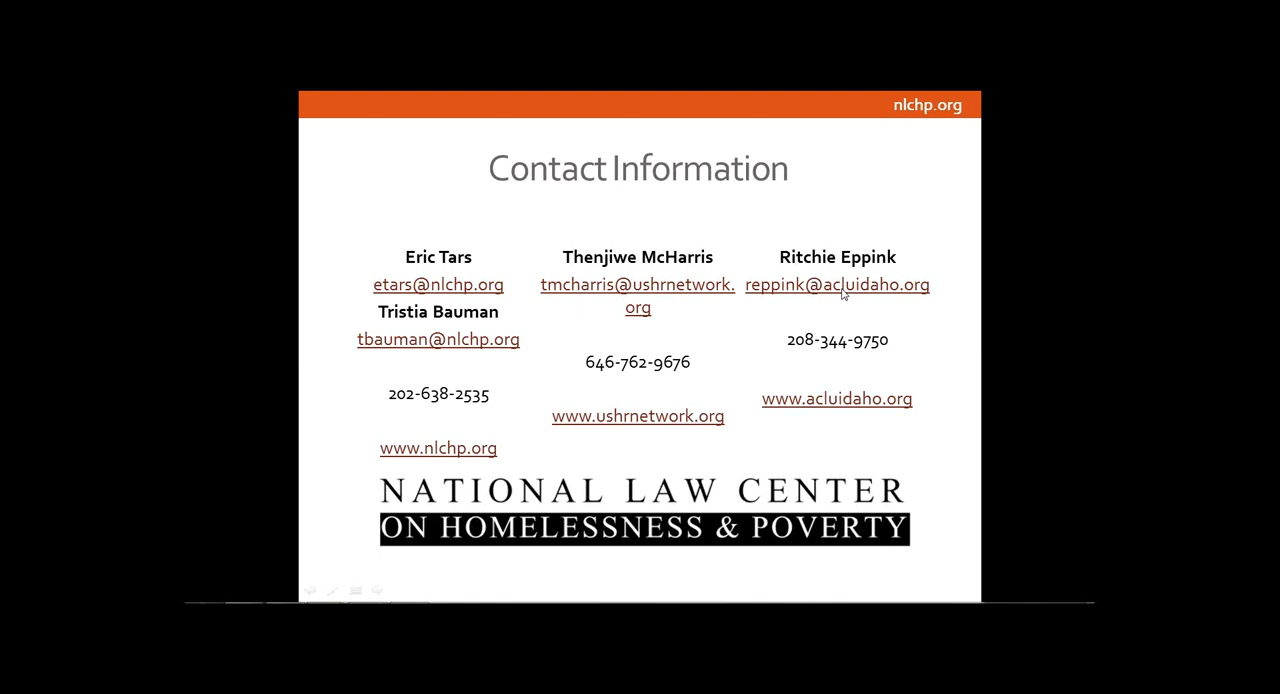 nlchp.org
Contact Information
Eric Tars
etars@nlchp.org
Tristia Bauman
tbauman@nlchp.org
202-638-2535
www.nlchp.org
Thenjiwe McHarris
tmcharris@ushrnetwork.
org
646-762-9676
www.ushrnetwork.org
Ritchie Eppink
reppink@acluidaho.org
208-344-9750
www.acluidaho.org
NATIONAL LAW CENTER
ON HOMELESSNESS & POVERTY